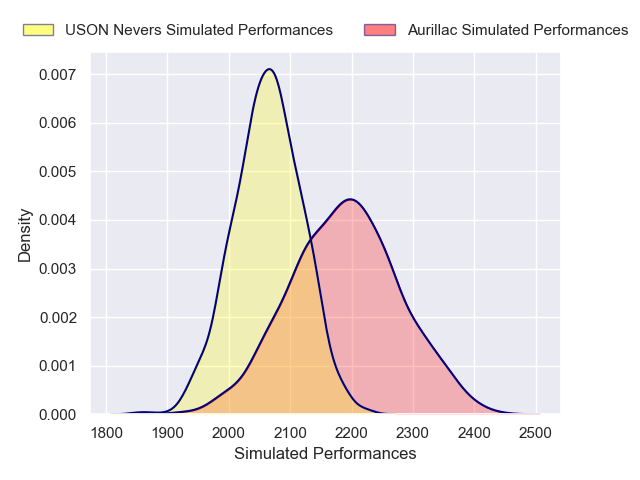 USON Nevers Simulated Performances
Aurillac Simulated Performances
0.007
0.006
0.005
0.004
0.003
0.002
0.001
0.000
Density
1800 1900 2000 2100 2200 2300 2400 2500
Simulated Performances